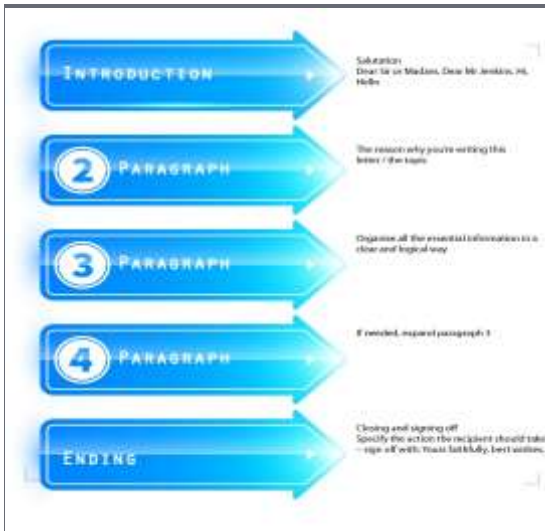 INTRODUCTION
Salutation
Dear Sir or Madam, Dear Mr Jenkins, Hi,
Hello
2 PARAGRAPH
The reason why you're writing this
letter / the topic
3 PARAGRAPH
Organise all the essential information in a
clear and logical way
4 PARAGRAPH
If needed, expand paragraph 3
ENDING
Closing and signing off
Specify the action the recipient should take
– sign off with: Yours faithfully, best wishes,